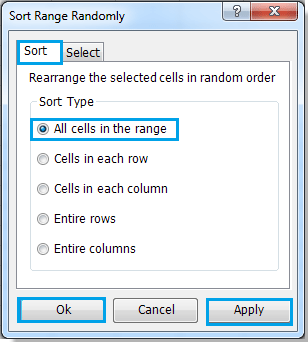 Sort Range Randomly
Sort Select
Rearrange the selected cells in random order
Sort Type
All cells in the range
Cells in each row
Cells in each column
Entire rows
Entire columns
Ok Cancel Apply